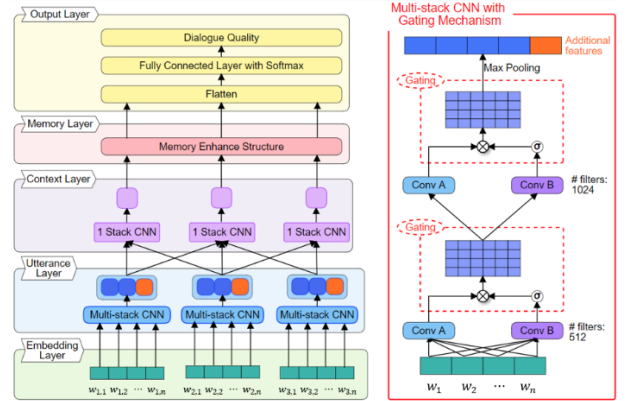 Output Layer
Dialogue Quality
Fully Connected Layer with Softmax
Flatten
Memory Layer
Memory Enhance Structure
Context Layer
1 Stack CNN
1 Stack CNN
1 Stack CNN
Utterance
Layer
Multi-stack CNN
Multi-stack CNN
Multi-stack CNN
Embedding
Layer
w1,1 w1,2 ⋯ w1,n
w2,1 w2,2 ⋯ w2,n
w3,1 w3,2 ⋯ w3,n
Multi-stack CNN with
Gating Mechanism
Additional
features
Max Pooling
Gating
σ
Conv A
Conv B
# filters:
1024
Gating
σ
Conv A
Conv B
# filters:
512
w1 w2 ⋯ wn